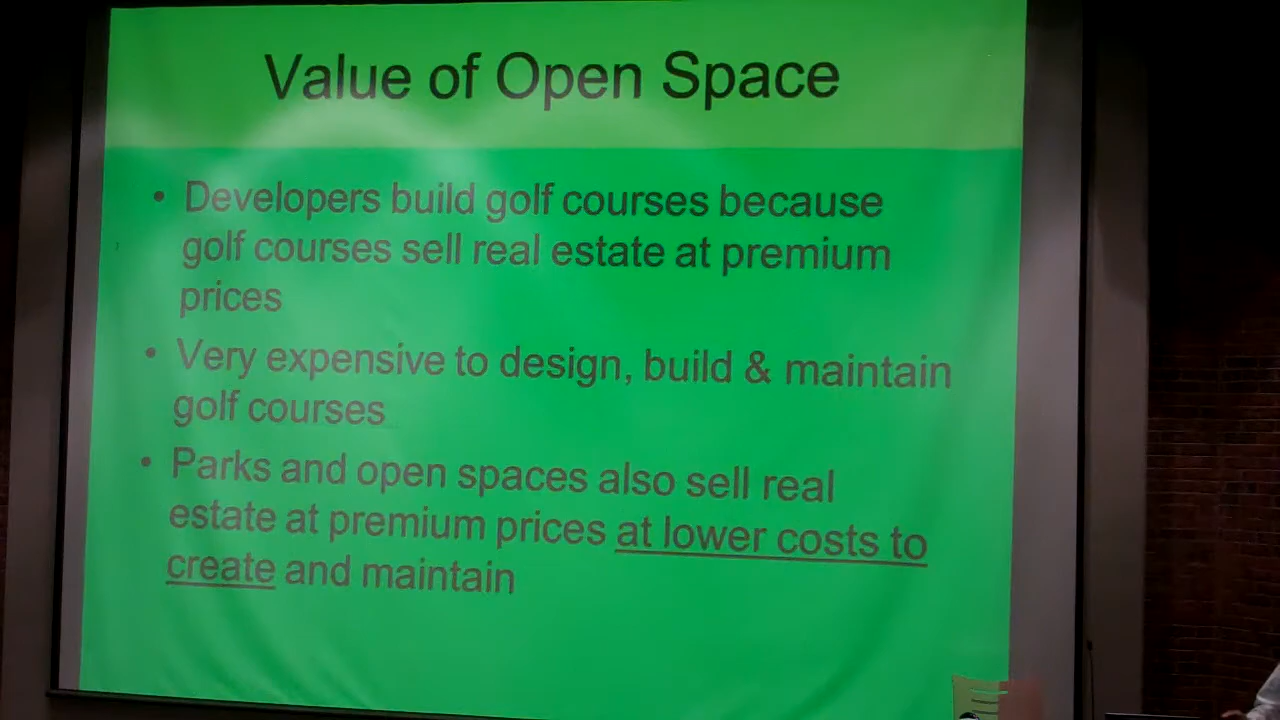 Value of Open Space
• Developers build golf courses because
golf courses sell real estate at premium
prices
• Very expensive to design, build & maintain
golf courses
• Parks and open spaces also sell real
estate at premium prices at lower costs to
create and maintain